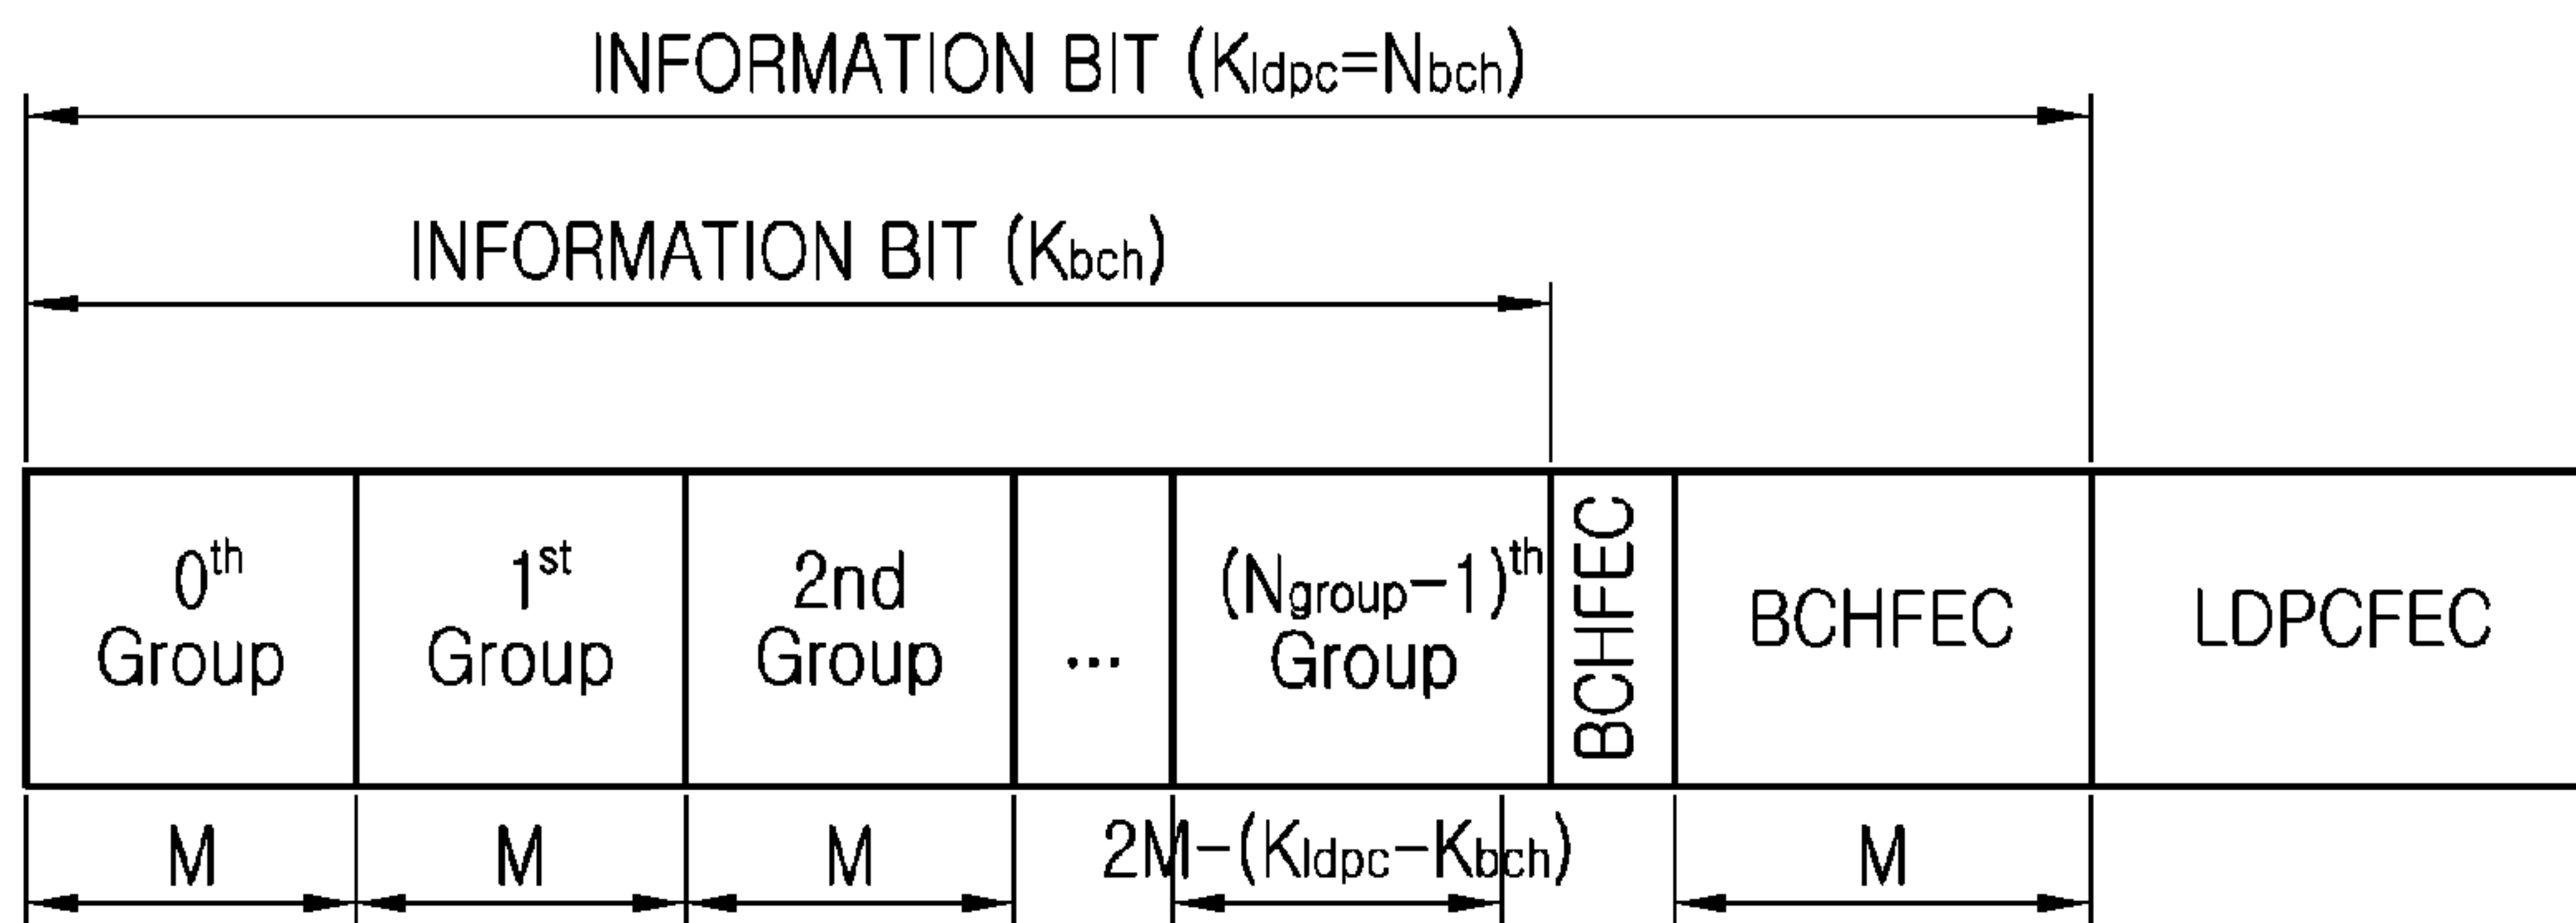 INFORMATION BIT (Kldpc=Nbch)
INFORMATION BIT (Kbch)
0th
Group
1st
Group
2nd
Group
...
(Ngroup-1)th
Group
BCHFEC
BCHFEC
LDPCFEC
M
M
M
2M-(Kldpc-Kbch)
M